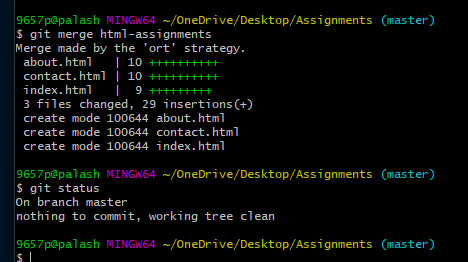 9657p@palash MINGW64 ~/OneDrive/Desktop/Assignments (master)
$ git merge html-assignments
Merge made by the 'ort' strategy.
 about.html   | 10 ++++++++++
 contact.html | 10 ++++++++++
 index.html   |  9 +++++++++
 3 files changed, 29 insertions(+)
 create mode 100644 about.html
 create mode 100644 contact.html
 create mode 100644 index.html
9657p@palash MINGW64 ~/OneDrive/Desktop/Assignments (master)
$ git status
On branch master
nothing to commit, working tree clean
9657p@palash MINGW64 ~/OneDrive/Desktop/Assignments (master)
$